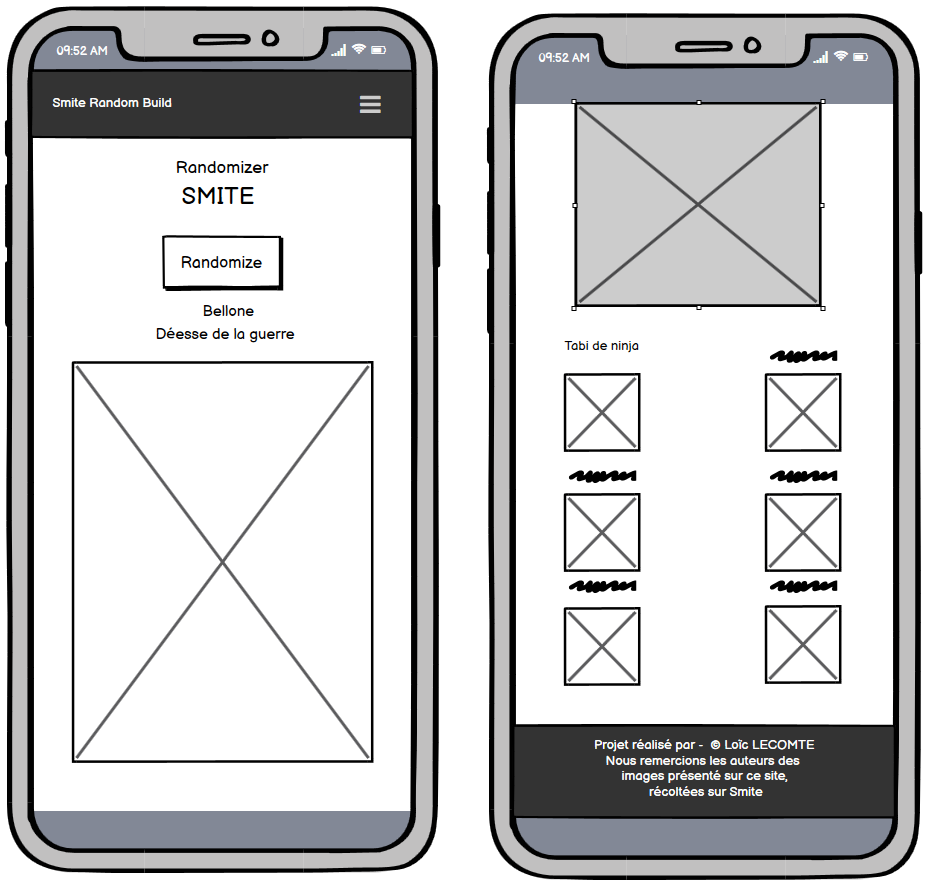 09:52 AM
Smite Random Build
Randomizer
SMITE
Randomize
Bellone
Déesse de la guerre
09:52 AM
Tabi de ninja
Projet réalisé par - © Loïc LECOMTE
Nous remercions les auteurs des
images présenté sur ce site,
récoltées sur Smite